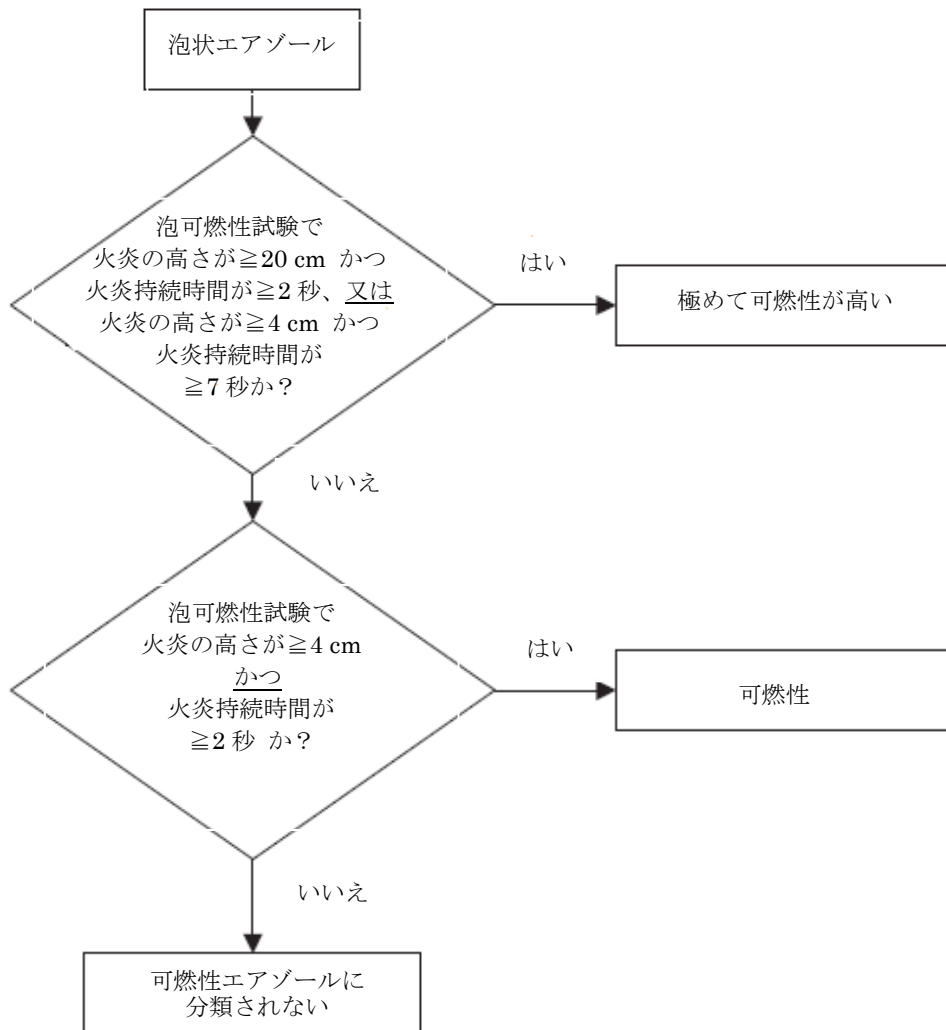 泡状エアゾール
泡可燃性試験で
火炎の高さが≧20 cm かつ
火炎持続時間が≧2 秒、又は
火炎の高さが≧4 cm かつ
火炎持続時間が
≧7 秒か？
はい
極めて可燃性が高い
いいえ
泡可燃性試験で
火炎の高さが≧4 cm
かつ
火炎持続時間が
≧2 秒 か？
はい
可燃性
いいえ
可燃性エアゾールに
分類されない